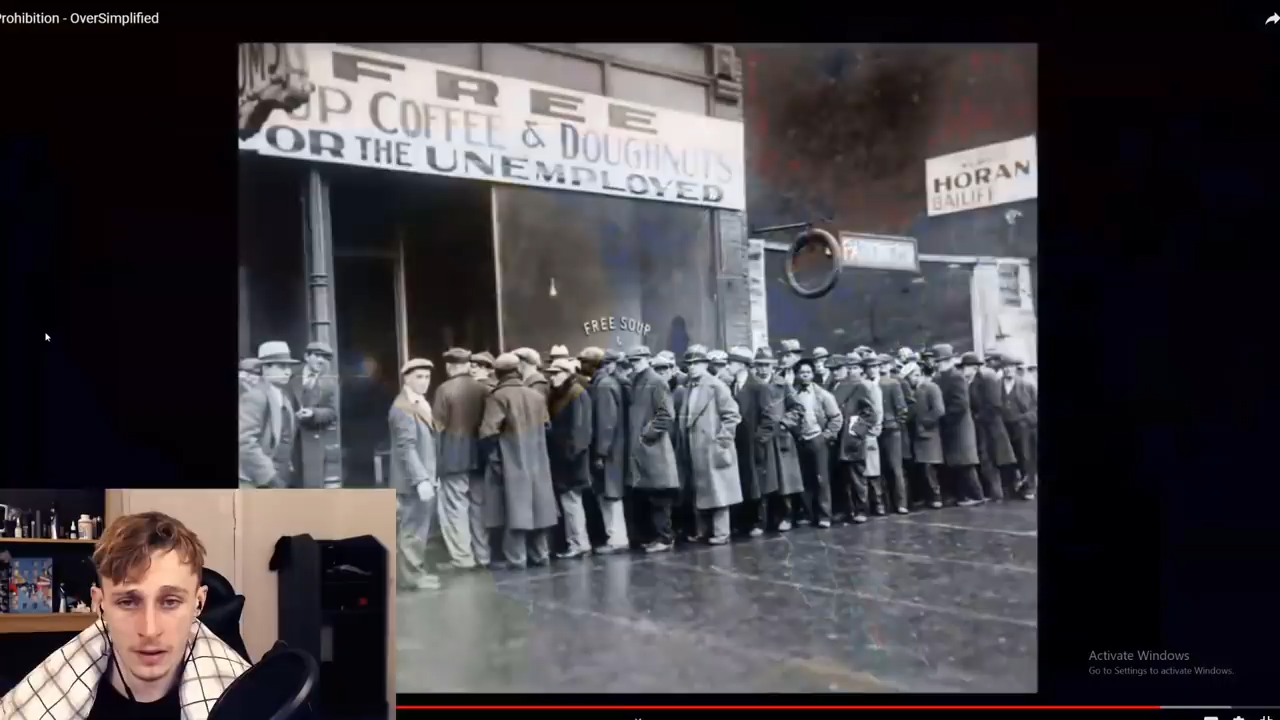 Prohibition - OverSimplified
FREE
UP COFFEE & DOUGHNUTS
OR THE UNEMPLOYED
HORAN
BAILIFF
FREE SOUP
Activate Windows
Go to Settings to activate Windows.